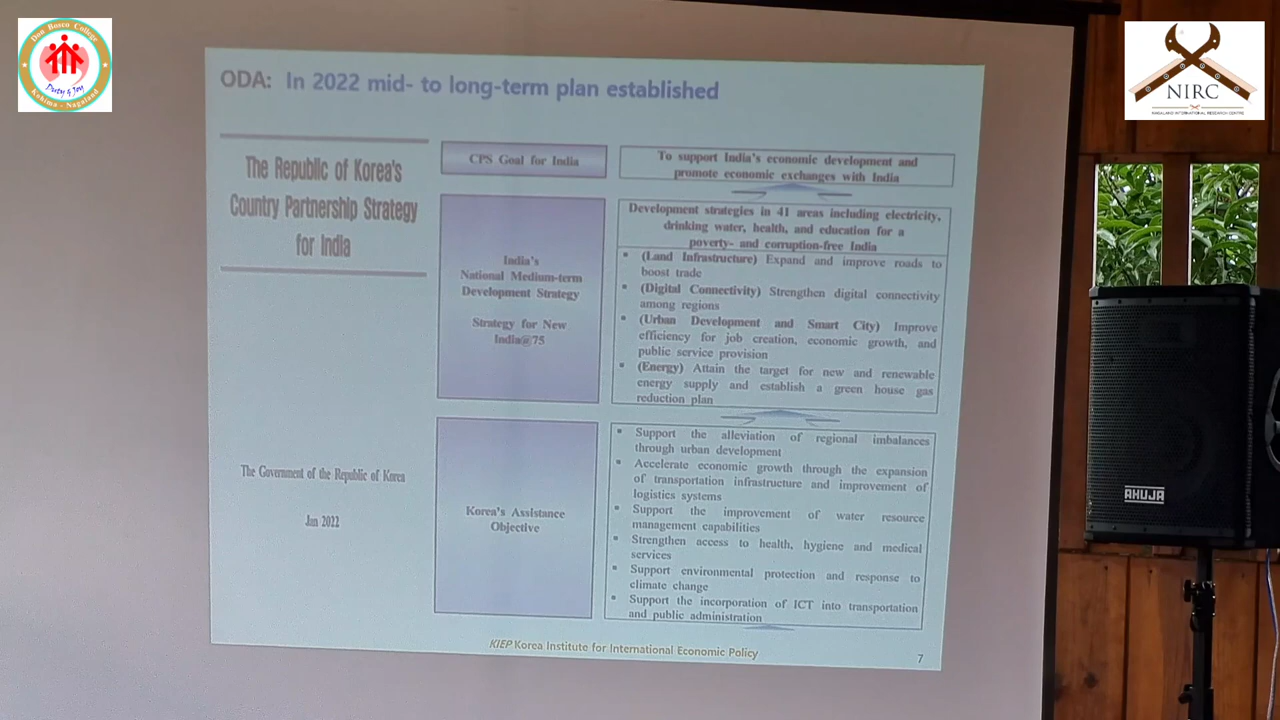 Don Bosco College
Duty & Joy
Kohima - Nagaland
NIRC
NAGALAND INTERNATIONAL RESEARCH CENTRE
ODA: In 2022 mid- to long-term plan established
The Republic of Korea's
Country Partnership Strategy
for India
The Government of the Republic of Korea
Jan 2022
CPS Goal for India
To support India's economic development and
promote economic exchanges with India
India's
National Medium-term
Development Strategy
Strategy for New
India@75
Development strategies in 41 areas including electricity,
drinking water, health, and education for a
poverty- and corruption-free India
▪ (Land Infrastructure) Expand and improve roads to
boost trade
▪ (Digital Connectivity) Strengthen digital connectivity
among regions
▪ (Urban Development and Smart City) Improve
efficiency for job creation, economic growth, and
public service provision
▪ (Energy) Attain the target for new and renewable
energy supply and establish a green house gas
reduction plan
Korea's Assistance
Objective
▪ Support the alleviation of regional imbalances
through urban development
▪ Accelerate economic growth through the expansion
of transportation infrastructure and improvement of
logistics systems
▪ Support the improvement of water resource
management capabilities
▪ Strengthen access to health, hygiene and medical
services
▪ Support environmental protection and response to
climate change
▪ Support the incorporation of ICT into transportation
and public administration
KIEP Korea Institute for International Economic Policy
7
AHUJA